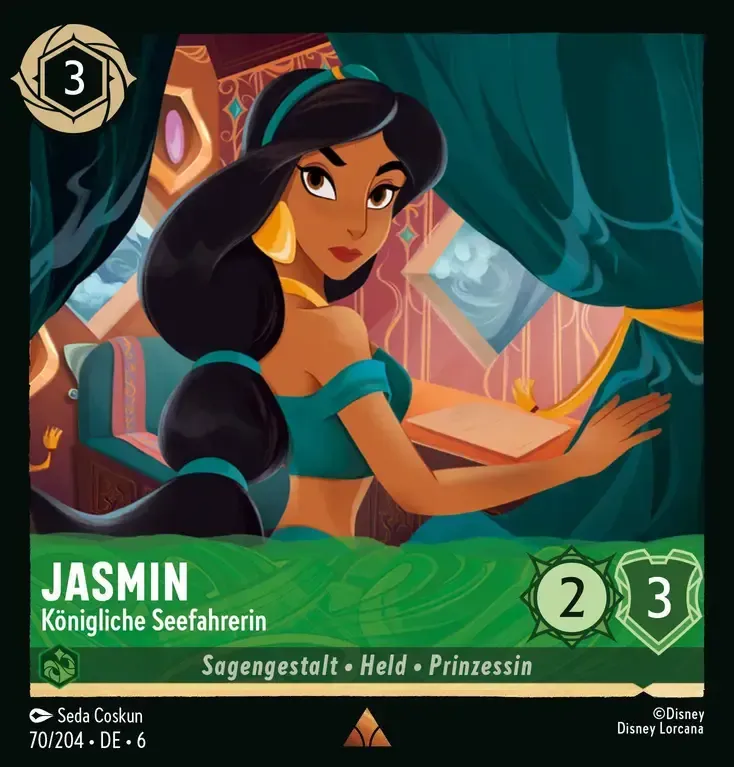 3
JASMIN
Königliche Seefahrerin
2
3
Sagengestalt • Held • Prinzessin
Seda Coskun
©Disney
70/204 • DE • 6
Disney Lorcana